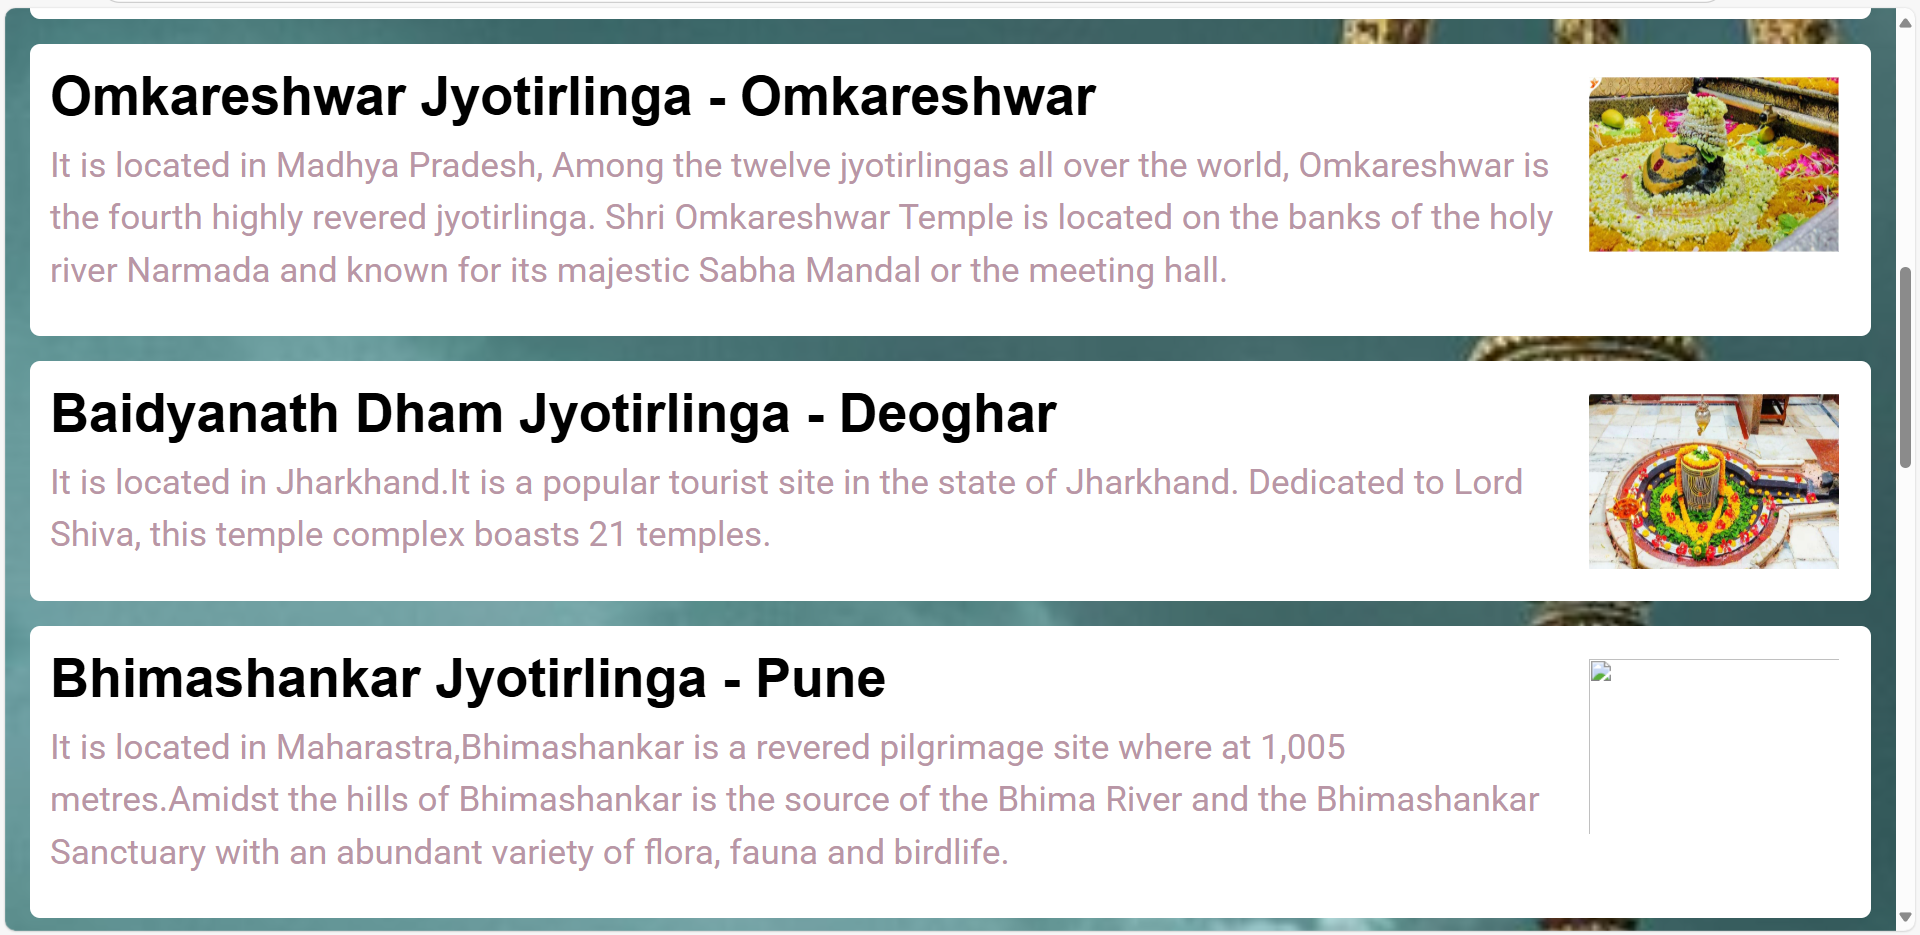 Omkareshwar Jyotirlinga - Omkareshwar
It is located in Madhya Pradesh, Among the twelve jyotirlingas all over the world, Omkareshwar is
the fourth highly revered jyotirlinga. Shri Omkareshwar Temple is located on the banks of the holy
river Narmada and known for its majestic Sabha Mandal or the meeting hall.
Baidyanath Dham Jyotirlinga - Deoghar
It is located in Jharkhand.It is a popular tourist site in the state of Jharkhand. Dedicated to Lord
Shiva, this temple complex boasts 21 temples.
Bhimashankar Jyotirlinga - Pune
It is located in Maharastra,Bhimashankar is a revered pilgrimage site where at 1,005
metres.Amidst the hills of Bhimashankar is the source of the Bhima River and the Bhimashankar
Sanctuary with an abundant variety of flora, fauna and birdlife.